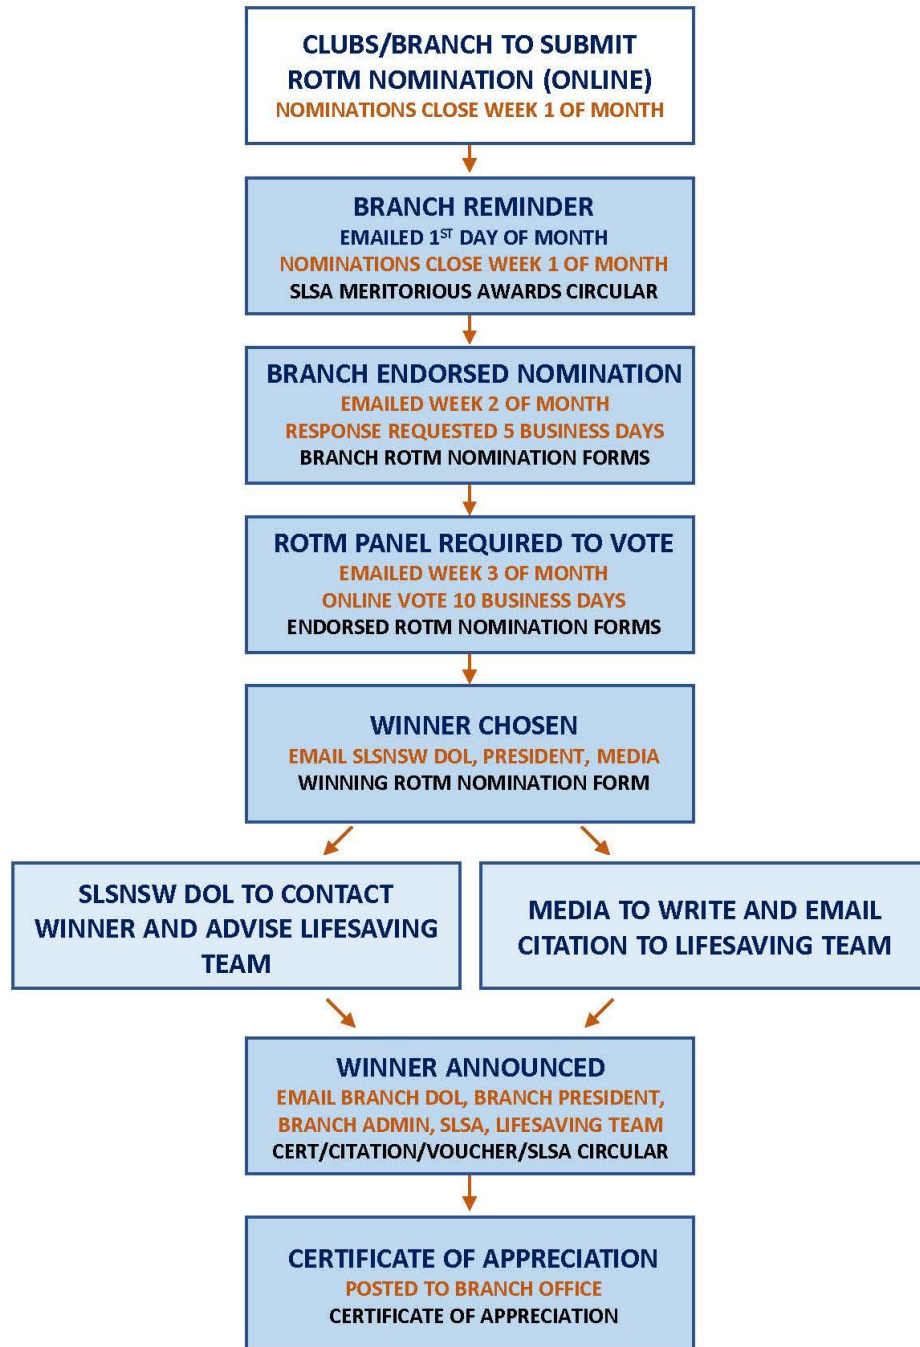 CLUBS/BRANCH TO SUBMIT
ROTM NOMINATION (ONLINE)
NOMINATIONS CLOSE WEEK 1 OF MONTH
BRANCH REMINDER
EMAILED 1ST DAY OF MONTH
NOMINATIONS CLOSE WEEK 1 OF MONTH
SLSA MERITORIOUS AWARDS CIRCULAR
BRANCH ENDORSED NOMINATION
EMAILED WEEK 2 OF MONTH
RESPONSE REQUESTED 5 BUSINESS DAYS
BRANCH ROTM NOMINATION FORMS
ROTM PANEL REQUIRED TO VOTE
EMAILED WEEK 3 OF MONTH
ONLINE VOTE 10 BUSINESS DAYS
ENDORSED ROTM NOMINATION FORMS
WINNER CHOSEN
EMAIL SLSNSW DOL, PRESIDENT, MEDIA
WINNING ROTM NOMINATION FORM
SLSNSW DOL TO CONTACT
WINNER AND ADVISE LIFESAVING
TEAM
MEDIA TO WRITE AND EMAIL
CITATION TO LIFESAVING TEAM
WINNER ANNOUNCED
EMAIL BRANCH DOL, BRANCH PRESIDENT,
BRANCH ADMIN, SLSA, LIFESAVING TEAM
CERT/CITATION/VOUCHER/SLSA CIRCULAR
CERTIFICATE OF APPRECIATION
POSTED TO BRANCH OFFICE
CERTIFICATE OF APPRECIATION